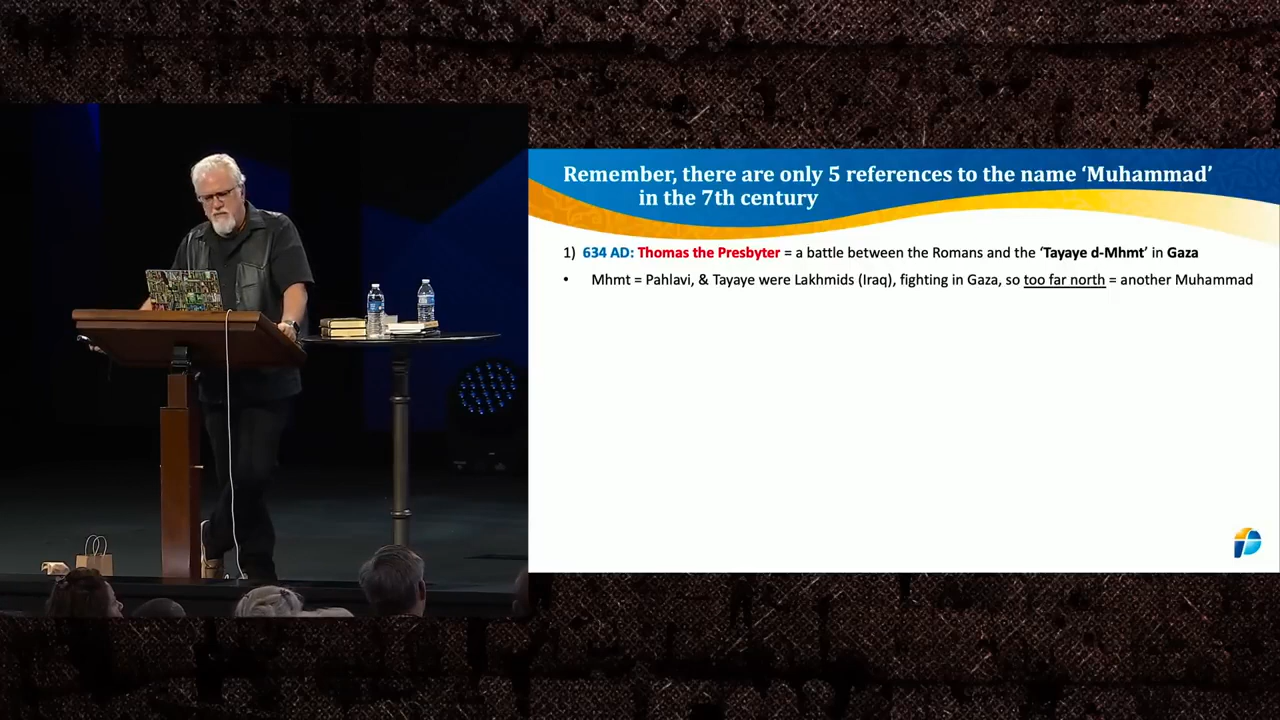 Remember, there are only 5 references to the name ‘Muhammad’
in the 7th century
1) 634 AD: Thomas the Presbyter = a battle between the Romans and the ‘Tayaye d-Mhmt’ in Gaza
• Mhmt = Pahlavi, & Tayaye were Lakhmids (Iraq), fighting in Gaza, so too far north = another Muhammad